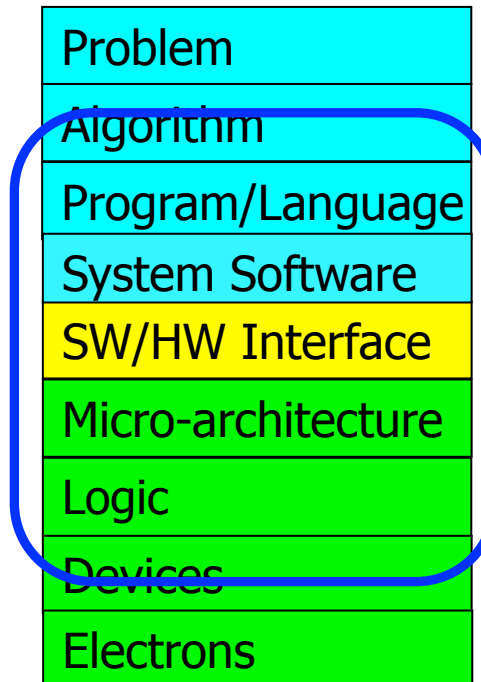 Problem
Algorithm
Program/Language
System Software
SW/HW Interface
Micro-architecture
Logic
Devices
Electrons